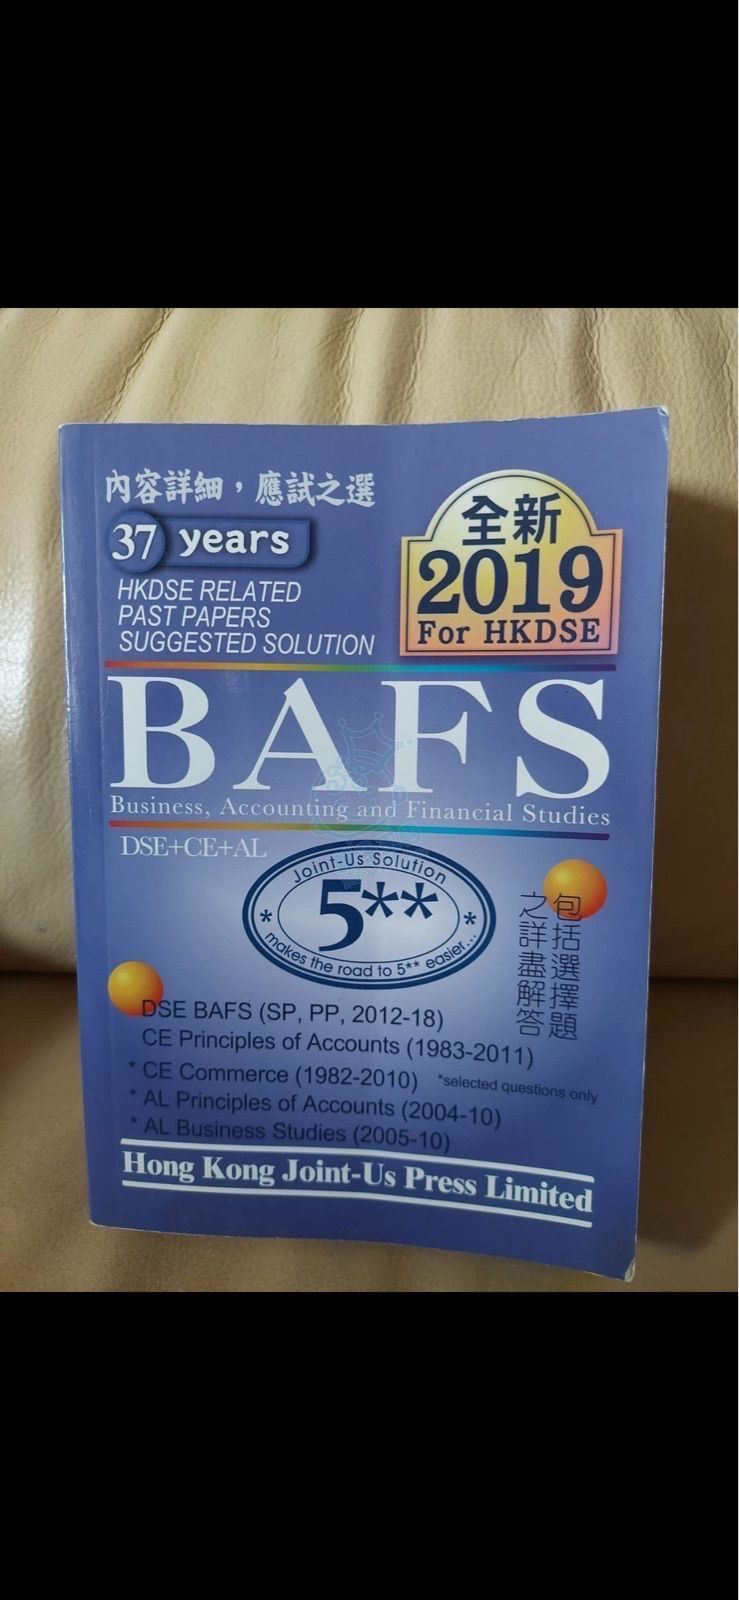 內容詳細，應試之選
37 years
HKDSE RELATED
PAST PAPERS
SUGGESTED SOLUTION
全新
2019
For HKDSE
BAFS
Business, Accounting and Financial Studies
DSE+CE+AL
Joint-Us Solution
* 5** *
makes the road to 5** easier...
包括選擇題
之詳盡解答
DSE BAFS (SP, PP, 2012-18)
CE Principles of Accounts (1983-2011)
* CE Commerce (1982-2010) *selected questions only
* AL Principles of Accounts (2004-10)
* AL Business Studies (2005-10)
Hong Kong Joint-Us Press Limited